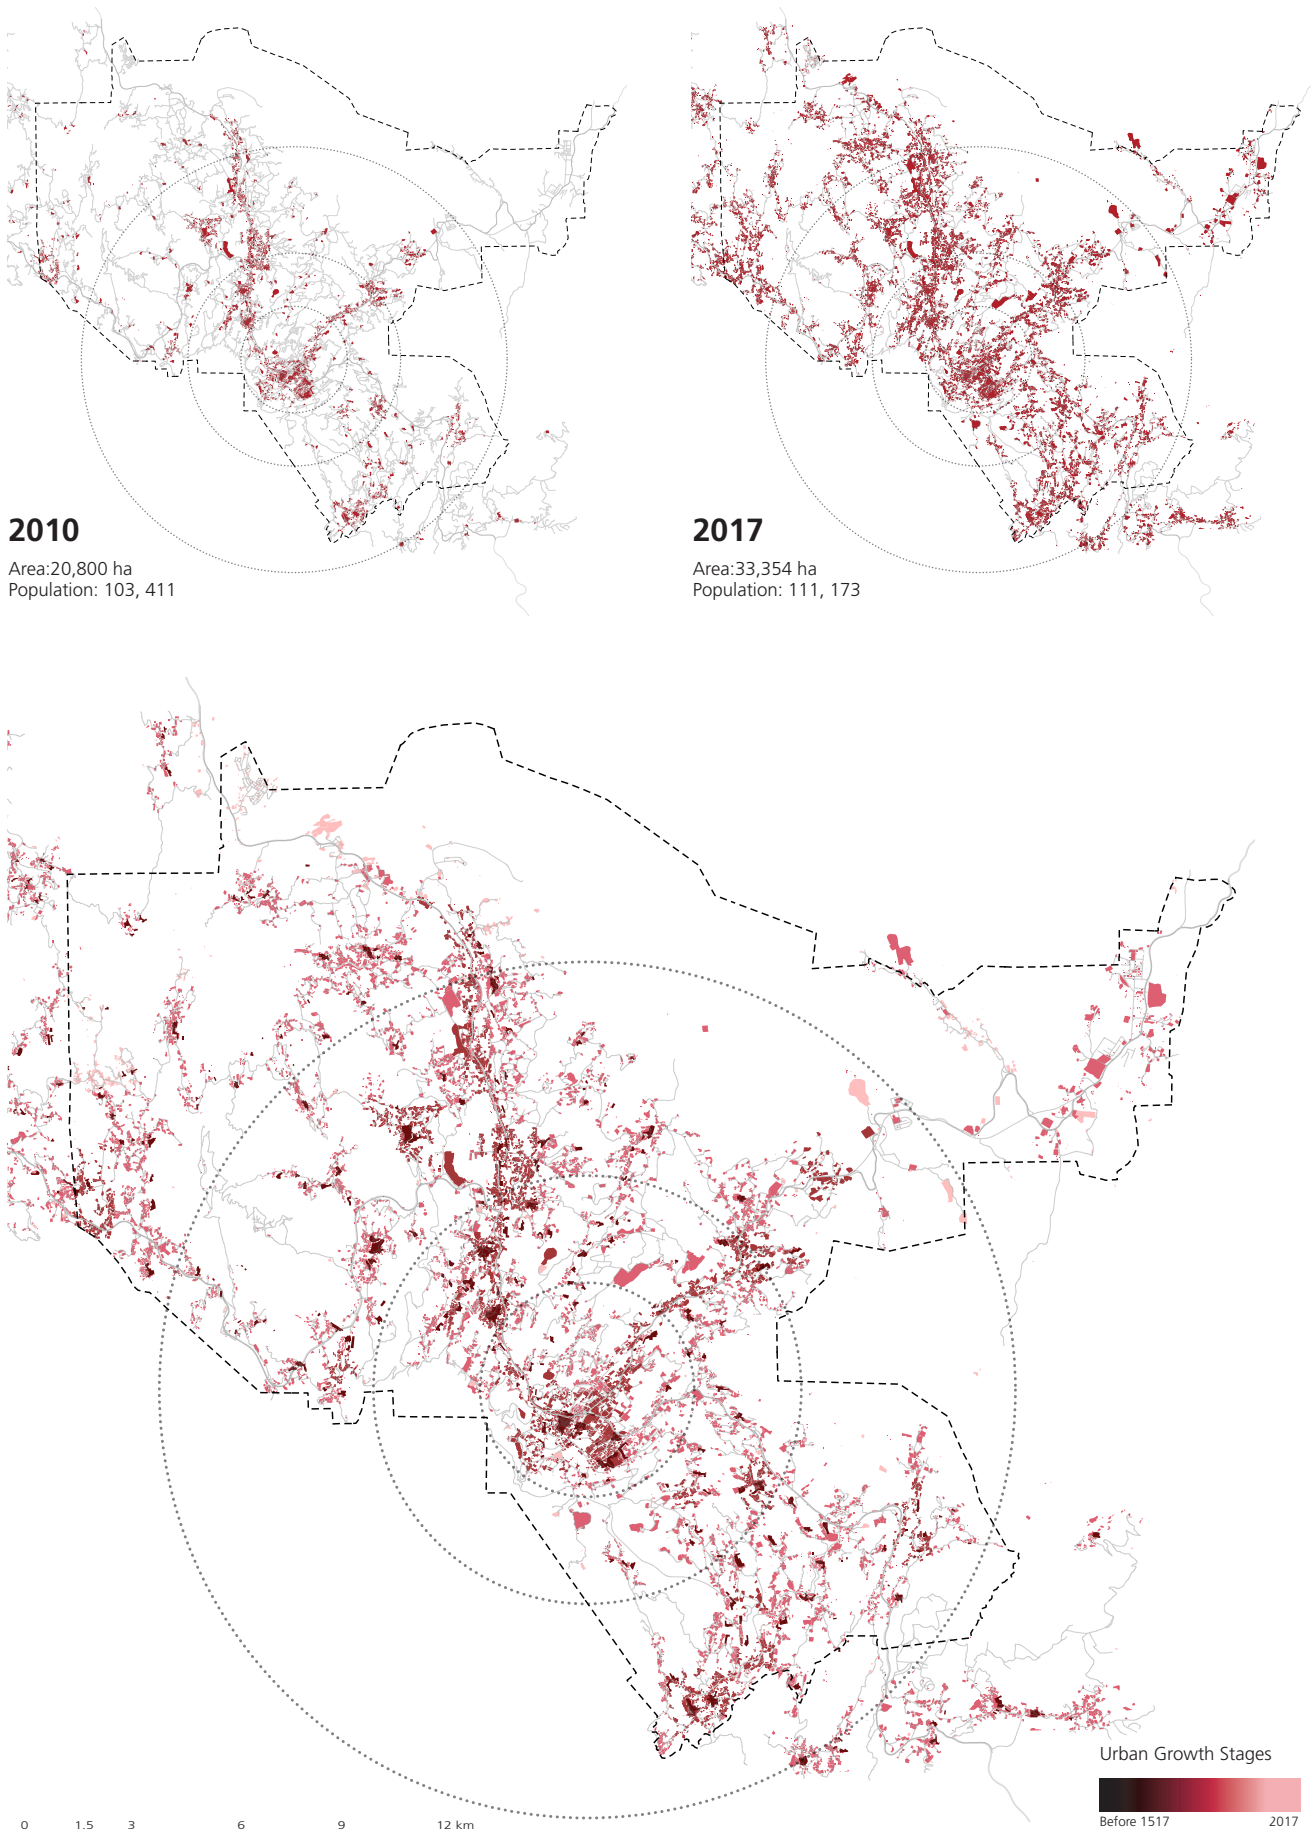 2010
Area:20,800 ha
Population: 103, 411
2017
Area:33,354 ha
Population: 111, 173
Urban Growth Stages
Before 1517
2017
0 1.5 3 6 9 12 km